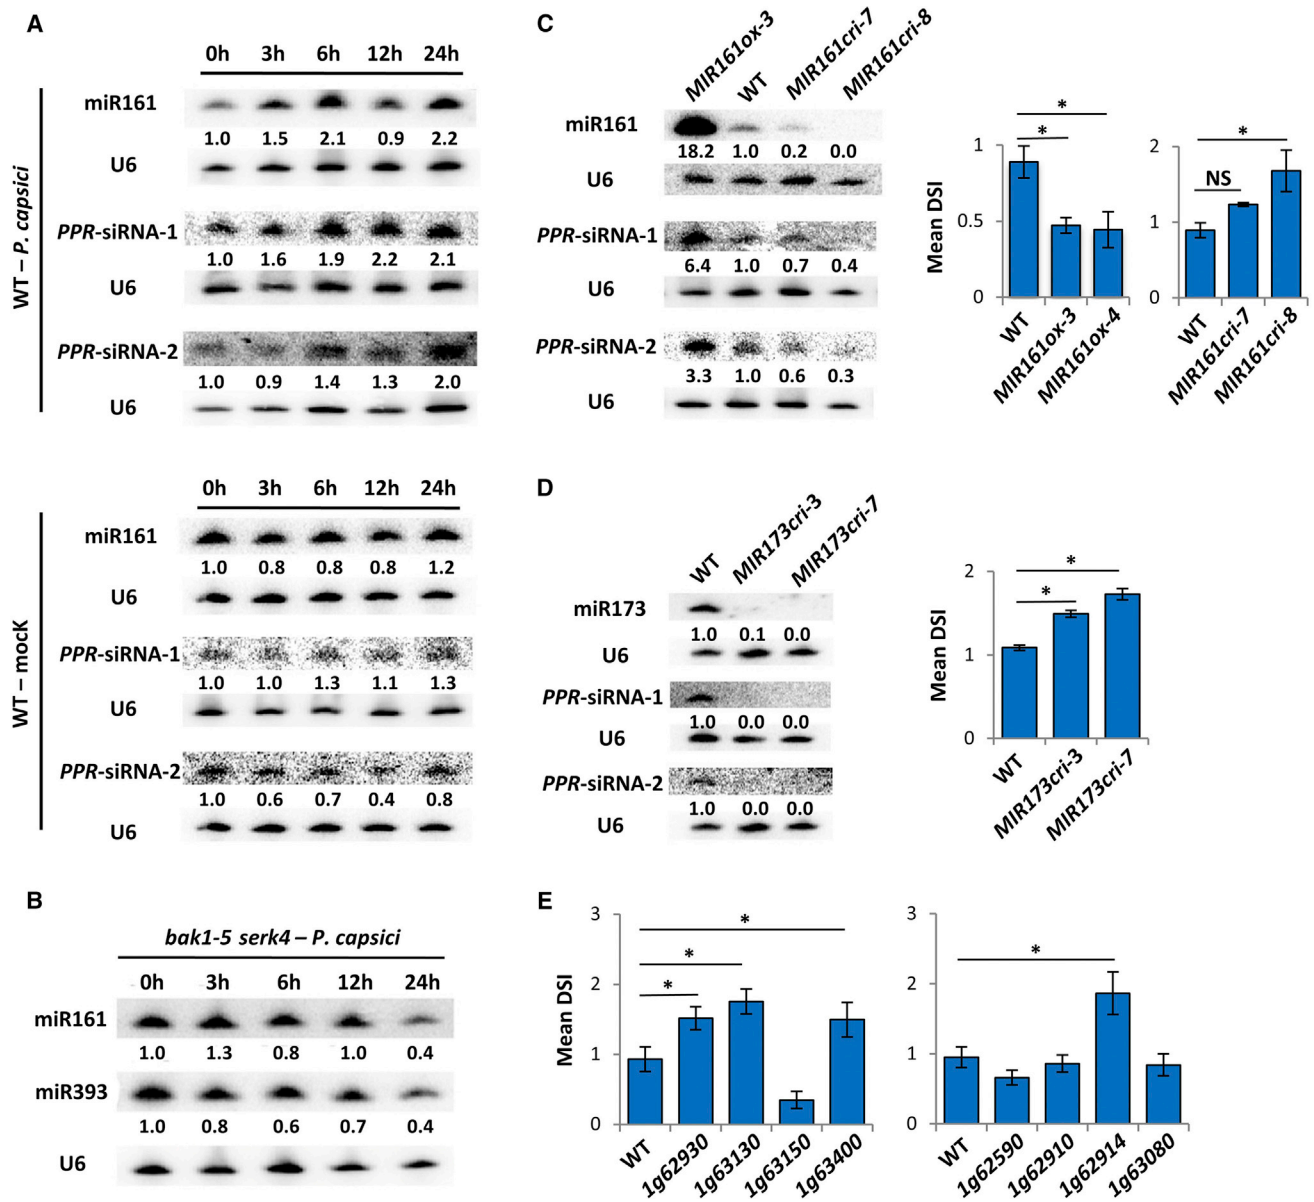 A
0h 3h 6h 12h 24h
WT – P. capsici
miR161
1.0 1.5 2.1 0.9 2.2
U6
PPR-siRNA-1
1.0 1.6 1.9 2.2 2.1
U6
PPR-siRNA-2
1.0 0.9 1.4 1.3 2.0
U6
0h 3h 6h 12h 24h
WT – mocK
miR161
1.0 0.8 0.8 0.8 1.2
U6
PPR-siRNA-1
1.0 1.0 1.3 1.1 1.3
U6
PPR-siRNA-2
1.0 0.6 0.7 0.4 0.8
U6
B
bak1-5 serk4 – P. capsici
0h 3h 6h 12h 24h
miR161
1.0 1.3 0.8 1.0 0.4
miR393
1.0 0.8 0.6 0.7 0.4
U6
C
MIR161ox-3 WT MIR161cri-7 MIR161cri-8
miR161
18.2 1.0 0.2 0.0
U6
PPR-siRNA-1
6.4 1.0 0.7 0.4
U6
PPR-siRNA-2
3.3 1.0 0.6 0.3
U6
Mean DSI
1
0.5
0
*
*
WT MIR161ox-3 MIR161ox-4
2
1
0
*
NS
WT MIR161cri-7 MIR161cri-8
D
WT MIR173cri-3 MIR173cri-7
miR173
1.0 0.1 0.0
U6
PPR-siRNA-1
1.0 0.0 0.0
U6
PPR-siRNA-2
1.0 0.0 0.0
U6
Mean DSI
2
1
0
*
*
WT MIR173cri-3 MIR173cri-7
E
Mean DSI
3
2
1
0
*
*
*
WT 1g62930 1g63130 1g63150 1g63400
3
2
1
0
*
WT 1g62590 1g62910 1g62914 1g63080